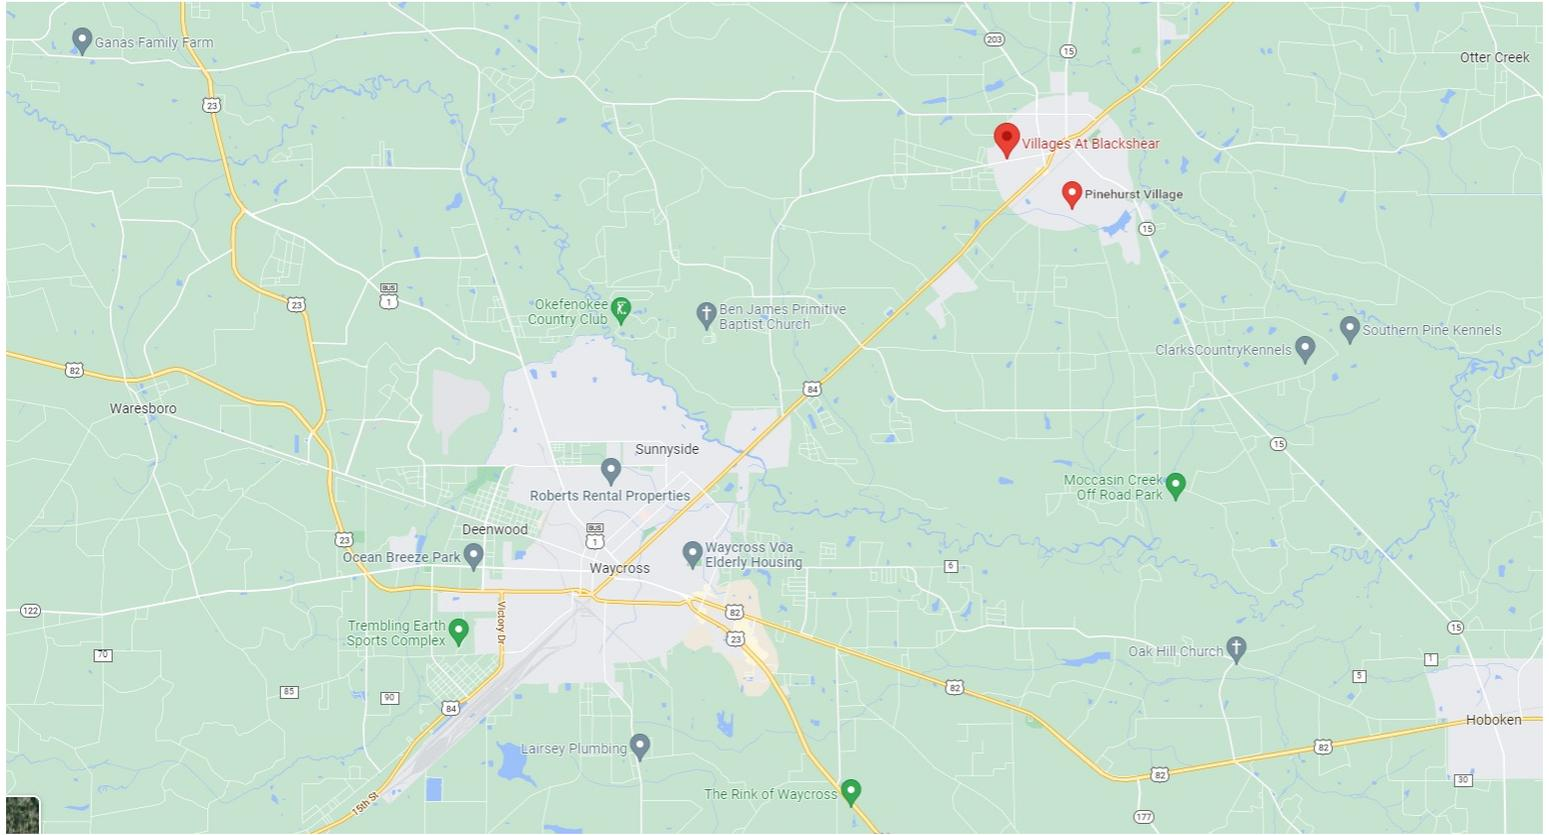 203
15
Otter Creek
Ganas Family Farm
23
Villages At Blackshear
Pinehurst Village
15
BUS
1
23
Okefenokee
Country Club
Ben James Primitive
Baptist Church
Southern Pine Kennels
ClarksCountryKennels
82
84
Waresboro
Sunnyside
15
Roberts Rental Properties
Moccasin Creek
Off Road Park
Deenwood
BUS
1
23
Ocean Breeze Park
Waycross Voa
Elderly Housing
Waycross
6
122
Victory Dr
82
23
Trembling Earth
Sports Complex
15
70
Oak Hill Church
1
5
85
90
82
84
Hoboken
Lairsey Plumbing
82
82
30
The Rink of Waycross
15th St
177